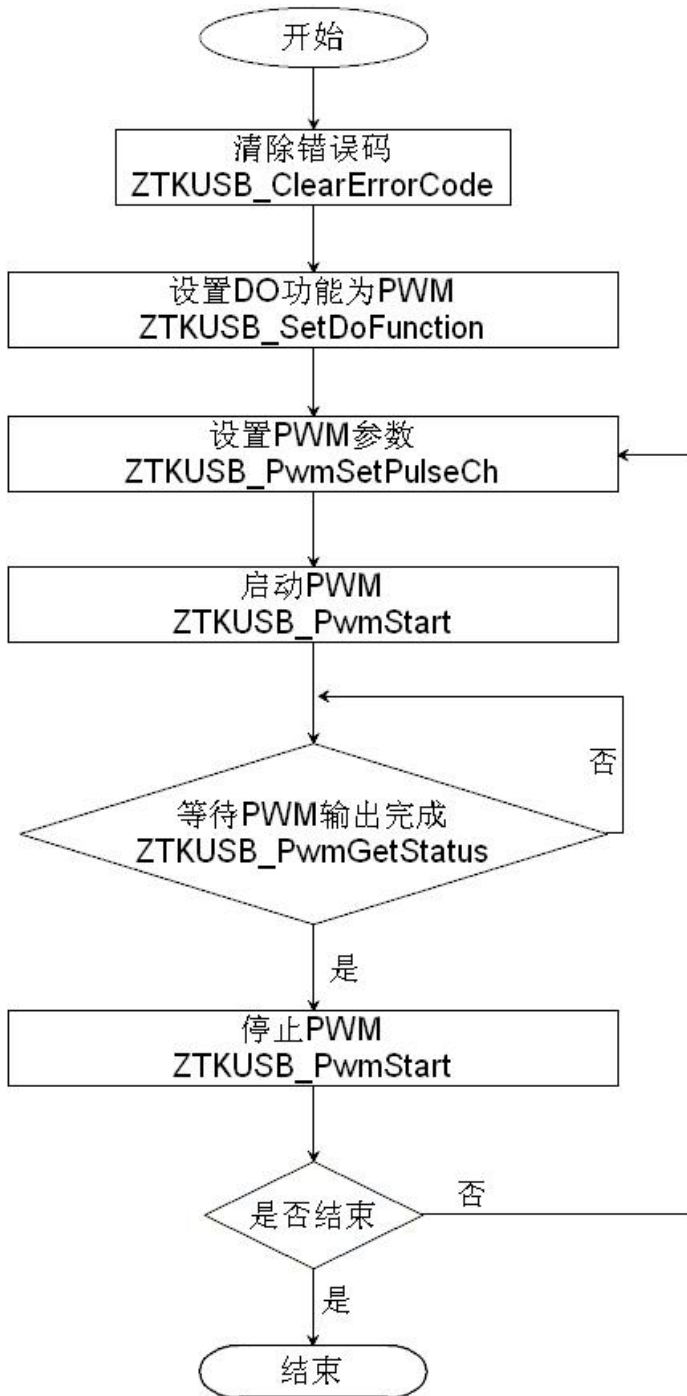 开始
清除错误码
ZTKUSB_ClearErrorCode
设置DO功能为PWM
ZTKUSB_SetDoFunction
设置PWM参数
ZTKUSB_PwmSetPulseCh
启动PWM
ZTKUSB_PwmStart
否
等待PWM输出完成
ZTKUSB_PwmGetStatus
是
停止PWM
ZTKUSB_PwmStart
否
是否结束
是
结束